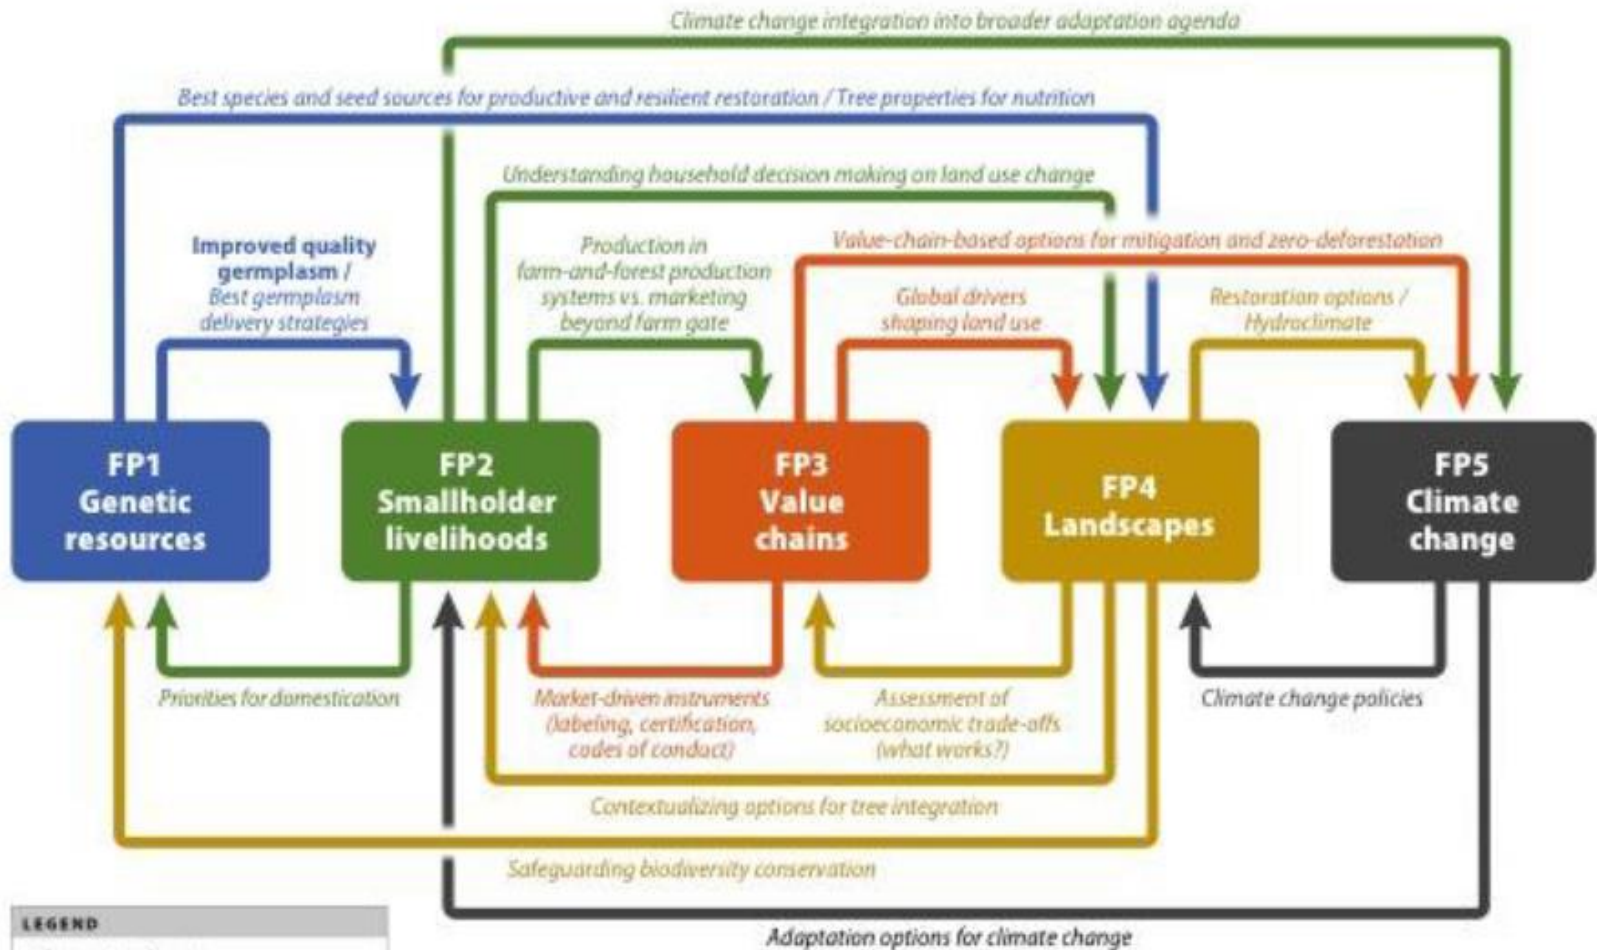 Climate change integration into broader adaptation agenda
Best species and seed sources for productive and resilient restoration / Tree properties for nutrition
Understanding household decision making on land use change
Improved quality
germplasm /
Best germplasm
delivery strategies
Production in
farm-and-forest production
systems vs. marketing
beyond farm gate
Value-chain-based options for mitigation and zero-deforestation
Global drivers
shaping land use
Restoration options /
Hydroclimate
FP1
Genetic
resources
FP2
Smallholder
livelihoods
FP3
Value
chains
FP4
Landscapes
FP5
Climate
change
Priorities for domestication
Market-driven instruments
(labeling, certification,
codes of conduct)
Assessment of
socioeconomic trade-offs
(what works?)
Climate change policies
Contextualizing options for tree integration
Safeguarding biodiversity conservation
LEGEND
Adaptation options for climate change